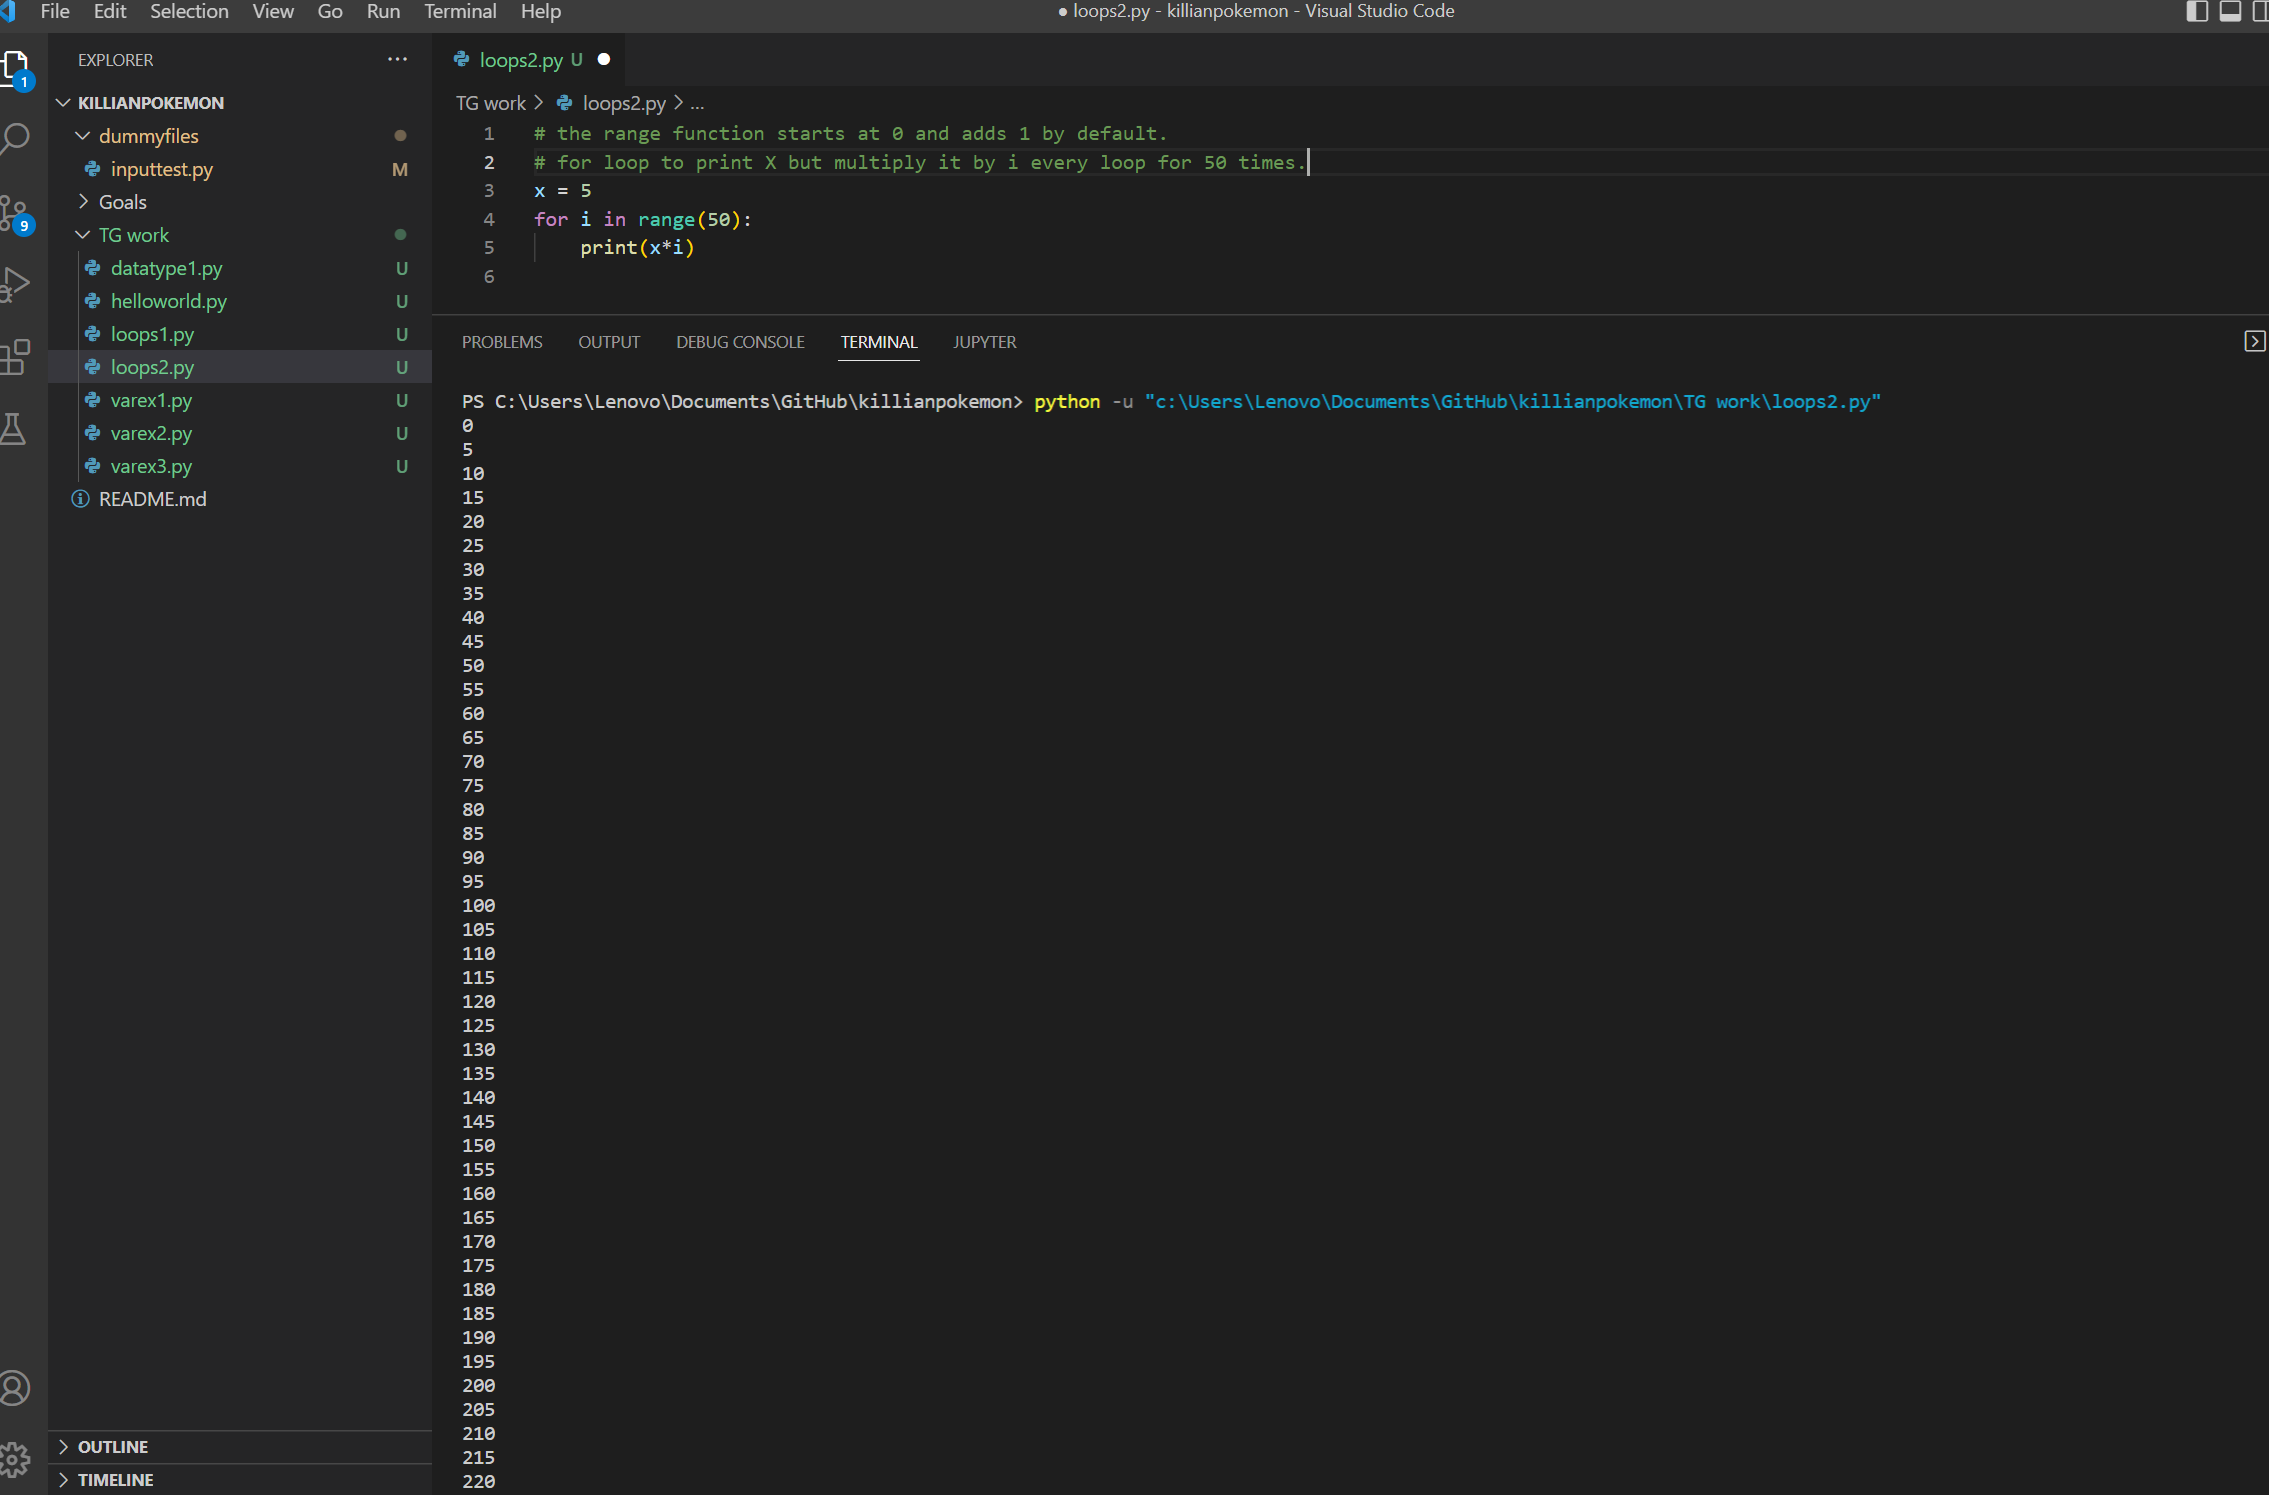 File Edit Selection View Go Run Terminal Help
● loops2.py - killianpokemon - Visual Studio Code
1
9
EXPLORER ...
KILLIANPOKEMON
dummyfiles
inputtest.py M
Goals
TG work
datatype1.py U
helloworld.py U
loops1.py U
loops2.py U
varex1.py U
varex2.py U
varex3.py U
README.md
OUTLINE
TIMELINE
loops2.py U ●
TG work > loops2.py > ...
1 # the range function starts at 0 and adds 1 by default.
2 # for loop to print X but multiply it by i every loop for 50 times.
3 x = 5
4 for i in range(50):
5 print(x*i)
6
PROBLEMS OUTPUT DEBUG CONSOLE TERMINAL JUPYTER
PS C:\Users\Lenovo\Documents\GitHub\killianpokemon> python -u "c:\Users\Lenovo\Documents\GitHub\killianpokemon\TG work\loops2.py"
0
5
10
15
20
25
30
35
40
45
50
55
60
65
70
75
80
85
90
95
100
105
110
115
120
125
130
135
140
145
150
155
160
165
170
175
180
185
190
195
200
205
210
215
220